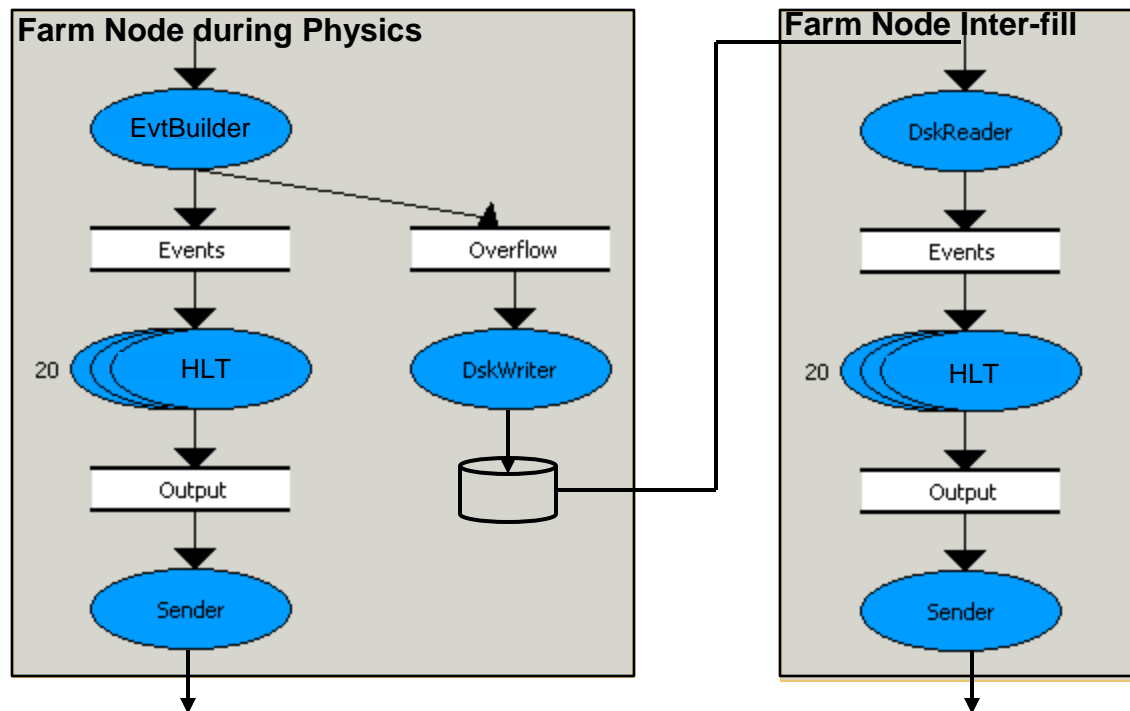 Farm Node during Physics
EvtBuilder
Events
Overflow
20
HLT
DskWriter
Output
Sender
Farm Node Inter-fill
DskReader
Events
20
HLT
Output
Sender